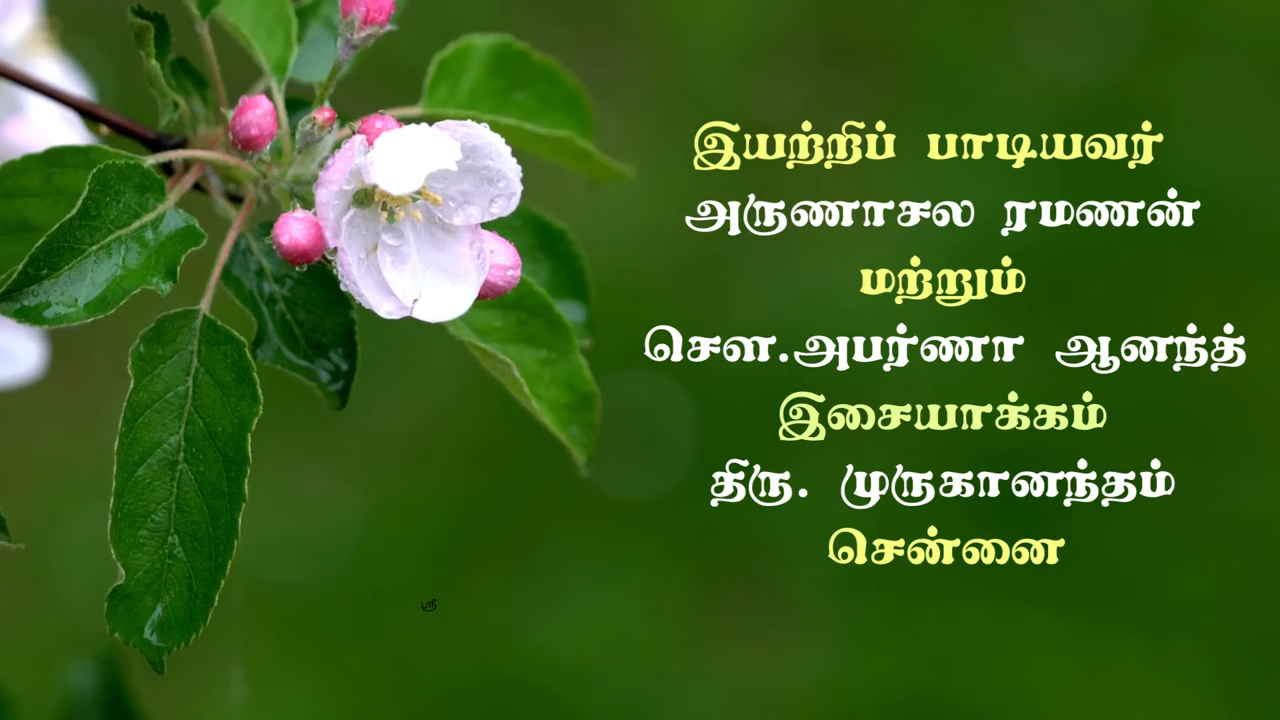 இயற்றிப் பாடியவர்
அருணாசல ரமணன்
மற்றும்
சௌ.அபர்ணா ஆனந்த்
இசையாக்கம்
திரு. முருகானந்தம்
சென்னை
ஸ்ரீ